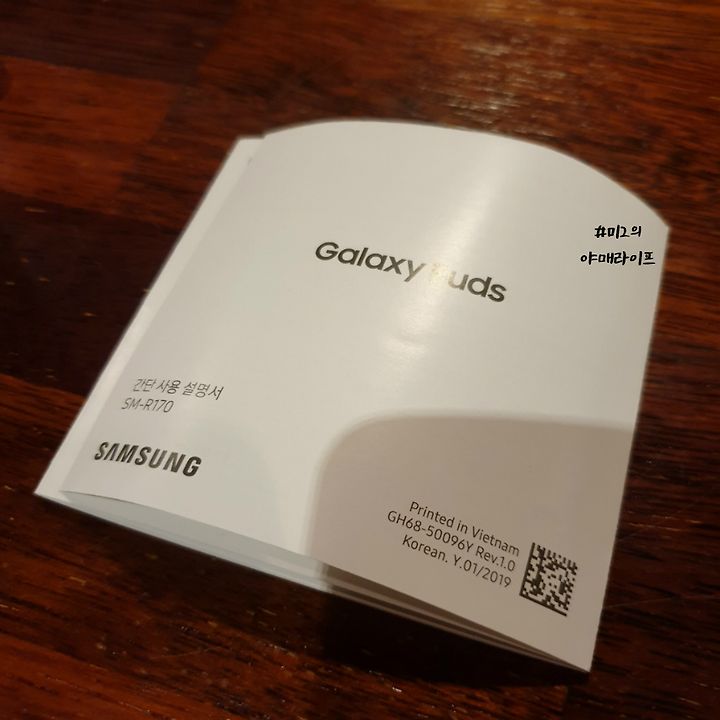 #미2의
야매라이프
Galaxy Buds
간단 사용 설명서
SM-R170
SAMSUNG
Printed in Vietnam
GH68-50096Y Rev.1.0
Korean. Y.01/2019